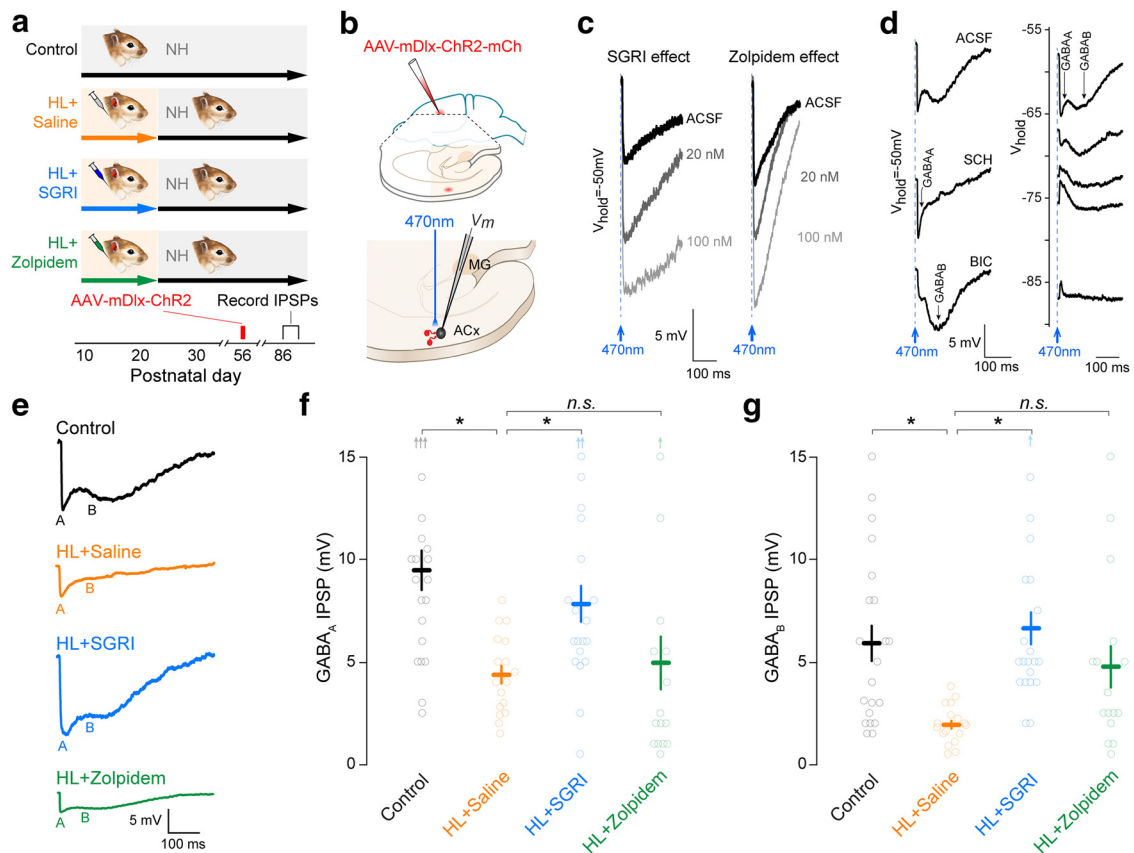 a
Control
NH
HL+
Saline
NH
HL+
SGRI
NH
HL+
Zolpidem
NH
AAV-mDlx-ChR2
Record IPSPs
10 20 30 56 86
Postnatal day
b
AAV-mDlx-ChR2-mCh
470nm
Vm
MG
ACx
c
SGRI effect
Zolpidem effect
Vhold=-50mV
ACSF
20 nM
100 nM
ACSF
20 nM
100 nM
470nm
470nm
5 mV
100 ms
d
Vhold=-50mV
ACSF
SCH
GABAA
BIC
GABAB
470nm
5 mV
100 ms
Vhold
-55
-65
-75
-85
GABAA
GABAB
470nm
100 ms
e
Control
A
B
HL+Saline
A
B
HL+SGRI
A
B
HL+Zolpidem
A
B
5 mV
100 ms
f
n.s.
* *
GABAA IPSP (mV)
15
10
5
0
Control
HL+Saline
HL+SGRI
HL+Zolpidem
g
n.s.
* *
GABAB IPSP (mV)
15
10
5
0
Control
HL+Saline
HL+SGRI
HL+Zolpidem